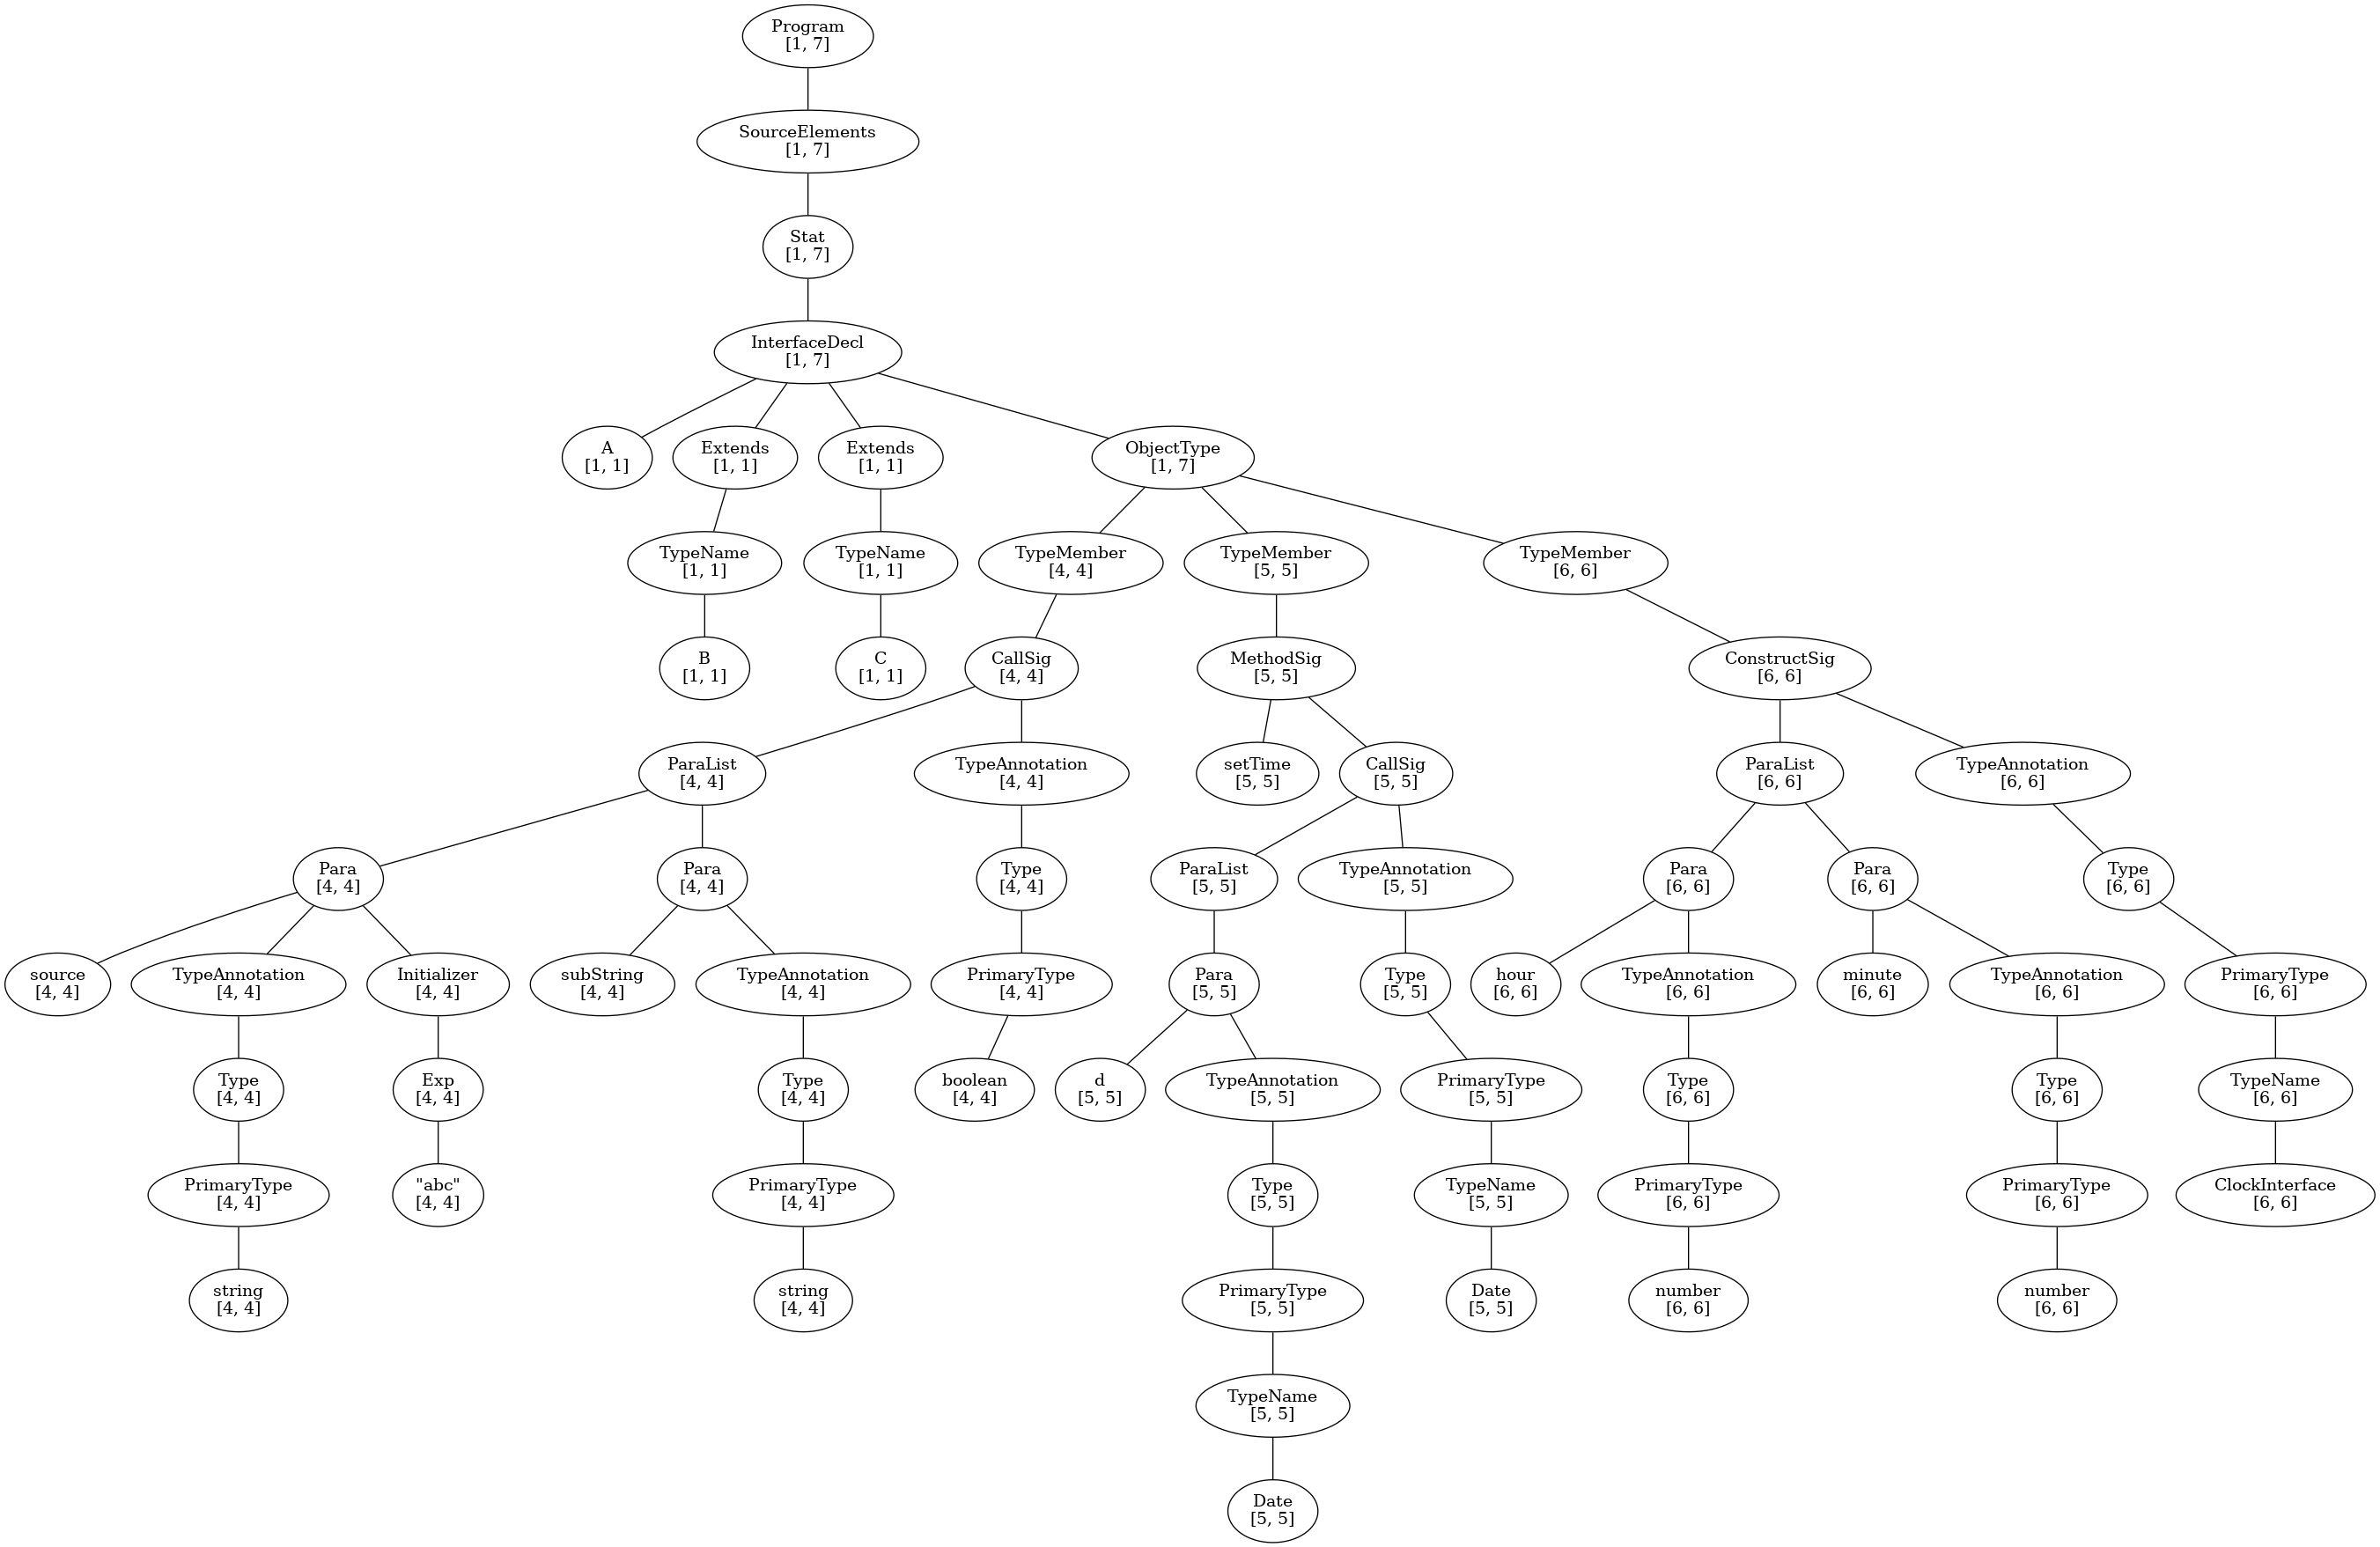 Program
[1, 7]
SourceElements
[1, 7]
Stat
[1, 7]
InterfaceDecl
[1, 7]
A
[1, 1]
Extends
[1, 1]
Extends
[1, 1]
ObjectType
[1, 7]
TypeName
[1, 1]
TypeName
[1, 1]
TypeMember
[4, 4]
TypeMember
[5, 5]
TypeMember
[6, 6]
B
[1, 1]
C
[1, 1]
CallSig
[4, 4]
MethodSig
[5, 5]
ConstructSig
[6, 6]
ParaList
[4, 4]
TypeAnnotation
[4, 4]
setTime
[5, 5]
CallSig
[5, 5]
ParaList
[6, 6]
TypeAnnotation
[6, 6]
Para
[4, 4]
Para
[4, 4]
Type
[4, 4]
ParaList
[5, 5]
TypeAnnotation
[5, 5]
Para
[6, 6]
Para
[6, 6]
Type
[6, 6]
source
[4, 4]
TypeAnnotation
[4, 4]
Initializer
[4, 4]
subString
[4, 4]
TypeAnnotation
[4, 4]
PrimaryType
[4, 4]
Para
[5, 5]
Type
[5, 5]
hour
[6, 6]
TypeAnnotation
[6, 6]
minute
[6, 6]
TypeAnnotation
[6, 6]
PrimaryType
[6, 6]
Type
[4, 4]
Exp
[4, 4]
Type
[4, 4]
boolean
[4, 4]
d
[5, 5]
TypeAnnotation
[5, 5]
PrimaryType
[5, 5]
Type
[6, 6]
Type
[6, 6]
TypeName
[6, 6]
PrimaryType
[4, 4]
"abc"
[4, 4]
PrimaryType
[4, 4]
Type
[5, 5]
TypeName
[5, 5]
PrimaryType
[6, 6]
PrimaryType
[6, 6]
ClockInterface
[6, 6]
string
[4, 4]
string
[4, 4]
PrimaryType
[5, 5]
Date
[5, 5]
number
[6, 6]
number
[6, 6]
TypeName
[5, 5]
Date
[5, 5]